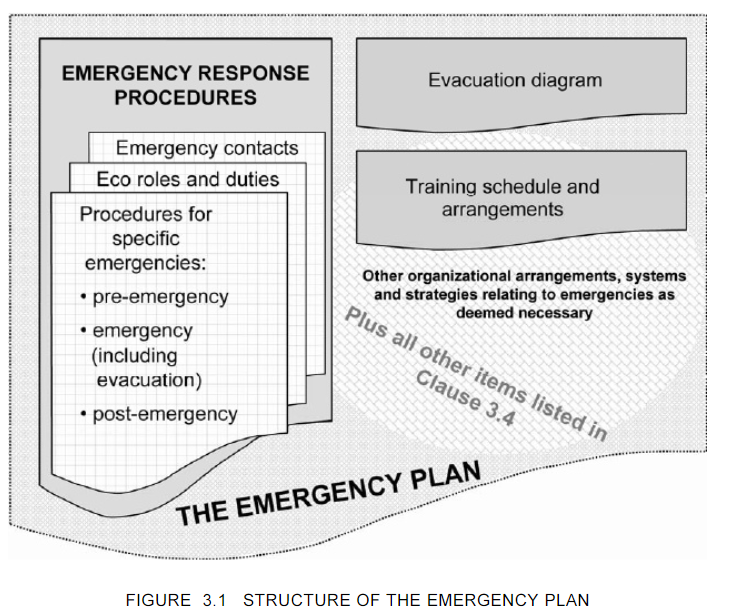 EMERGENCY RESPONSE
PROCEDURES
Emergency contacts
Eco roles and duties
Procedures for
specific
emergencies:
• pre-emergency
• emergency
(including
evacuation)
• post-emergency
Evacuation diagram
Training schedule and
arrangements
Other organizational arrangements, systems
and strategies relating to emergencies as
deemed necessary
Plus all other items listed in
Clause 3.4
THE EMERGENCY PLAN
FIGURE 3.1 STRUCTURE OF THE EMERGENCY PLAN